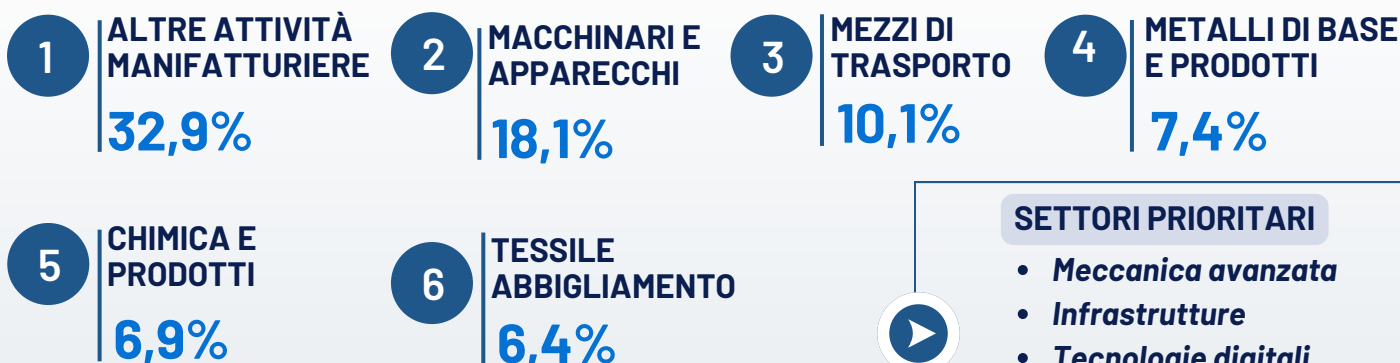 1
ALTRE ATTIVITÀ
MANIFATTURIERE
32,9%
2
MACCHINARI E
APPARECCHI
18,1%
3
MEZZI DI
TRASPORTO
10,1%
4
METALLI DI BASE
E PRODOTTI
7,4%
5
CHIMICA E
PRODOTTI
6,9%
6
TESSILE
ABBIGLIAMENTO
6,4%
SETTORI PRIORITARI
• Meccanica avanzata
• Infrastrutture
• Tecnologie digitali